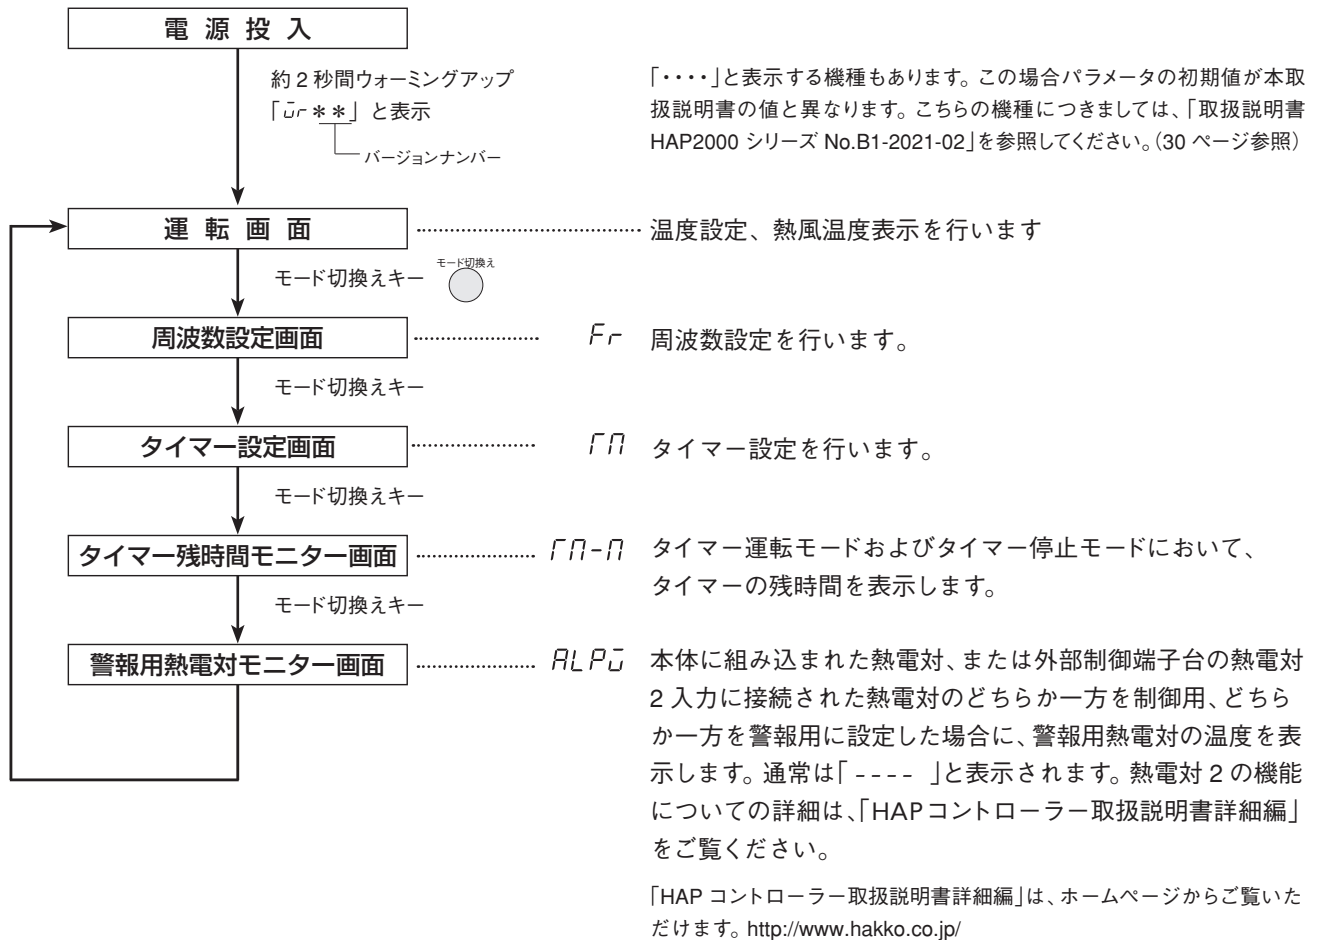 電源投入
約 2 秒間ウォーミングアップ
「ūr＊＊」と表示
バージョンナンバー
「・・・・」と表示する機種もあります。この場合パラメータの初期値が本取
扱説明書の値と異なります。こちらの機種につきましては、「取扱説明書
HAP2000 シリーズ No.B1-2021-02」を参照してください。（30 ページ参照）
運転画面
温度設定、熱風温度表示を行います
モード切換えキー
モード切換え
周波数設定画面
Fr 周波数設定を行います。
モード切換えキー
タイマー設定画面
ΓΠ タイマー設定を行います。
モード切換えキー
タイマー残時間モニター画面
ΓΠ-Π タイマー運転モードおよびタイマー停止モードにおいて、
タイマーの残時間を表示します。
モード切換えキー
警報用熱電対モニター画面
ALPū 本体に組み込まれた熱電対、または外部制御端子台の熱電対
2 入力に接続された熱電対のどちらか一方を制御用、どちら
か一方を警報用に設定した場合に、警報用熱電対の温度を表
示します。通常は「 - - - - 」と表示されます。熱電対 2 の機能
についての詳細は、「HAPコントローラー取扱説明書詳細編」
をご覧ください。
「HAP コントローラー取扱説明書詳細編」は、ホームページからご覧いた
だけます。http://www.hakko.co.jp/